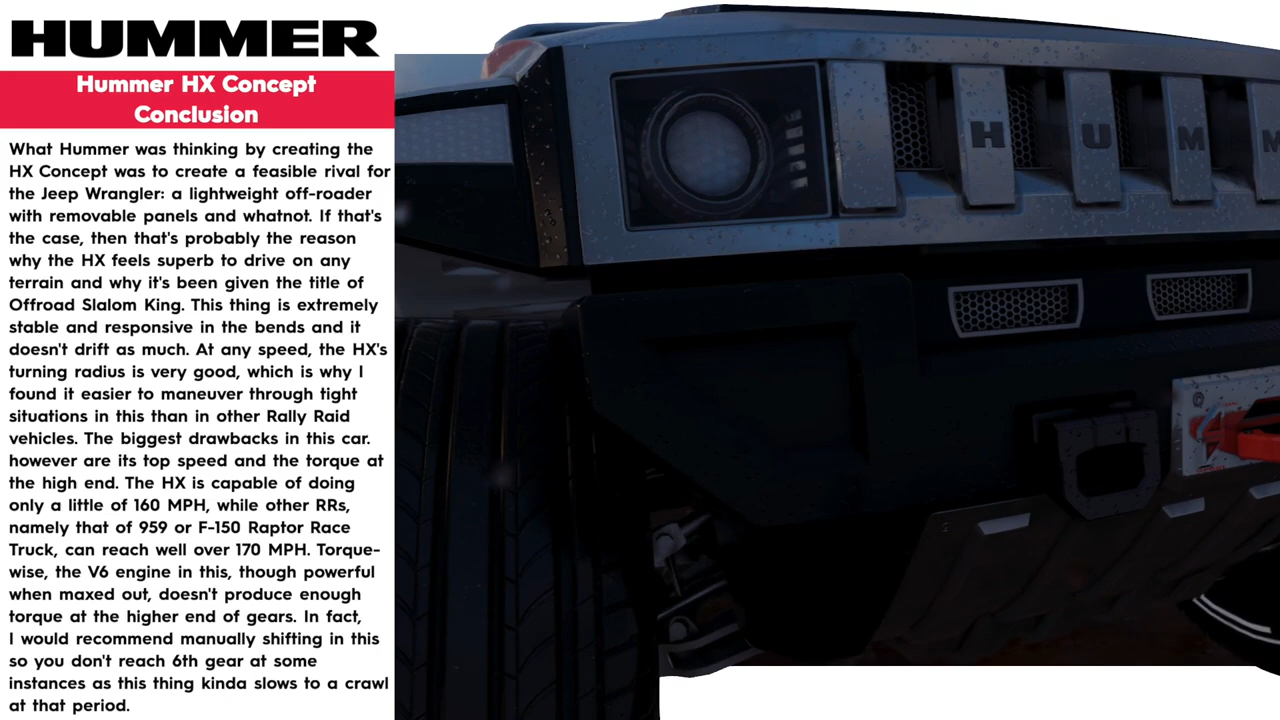 HUMMER
Hummer HX Concept
Conclusion
What Hummer was thinking by creating the
HX Concept was to create a feasible rival for
the Jeep Wrangler: a lightweight off-roader
with removable panels and whatnot. If that's
the case, then that's probably the reason
why the HX feels superb to drive on any
terrain and why it's been given the title of
Offroad Slalom King. This thing is extremely
stable and responsive in the bends and it
doesn't drift as much. At any speed, the HX's
turning radius is very good, which is why I
found it easier to maneuver through tight
situations in this than in other Rally Raid
vehicles. The biggest drawbacks in this car.
however are its top speed and the torque at
the high end. The HX is capable of doing
only a little of 160 MPH, while other RRs,
namely that of 959 or F-150 Raptor Race
Truck, can reach well over 170 MPH. Torque-
wise, the V6 engine in this, though powerful
when maxed out, doesn't produce enough
torque at the higher end of gears. In fact,
I would recommend manually shifting in this
so you don't reach 6th gear at some
instances as this thing kinda slows to a crawl
at that period.
H U M M